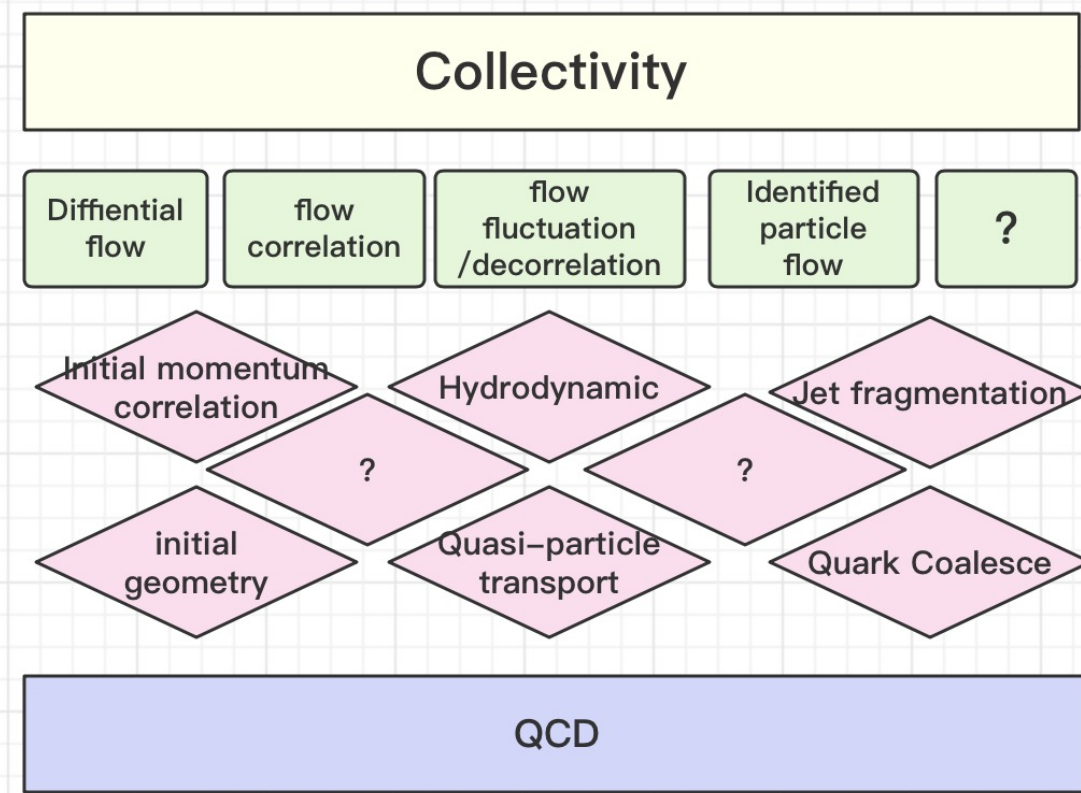 Collectivity
Diffiential
flow
flow
correlation
flow
fluctuation
/decorrelation
Identified
particle
flow
?
Initial momentum
correlation
Hydrodynamic
Jet fragmentation
?
?
initial
geometry
Quasi–particle
transport
Quark Coalesce
QCD